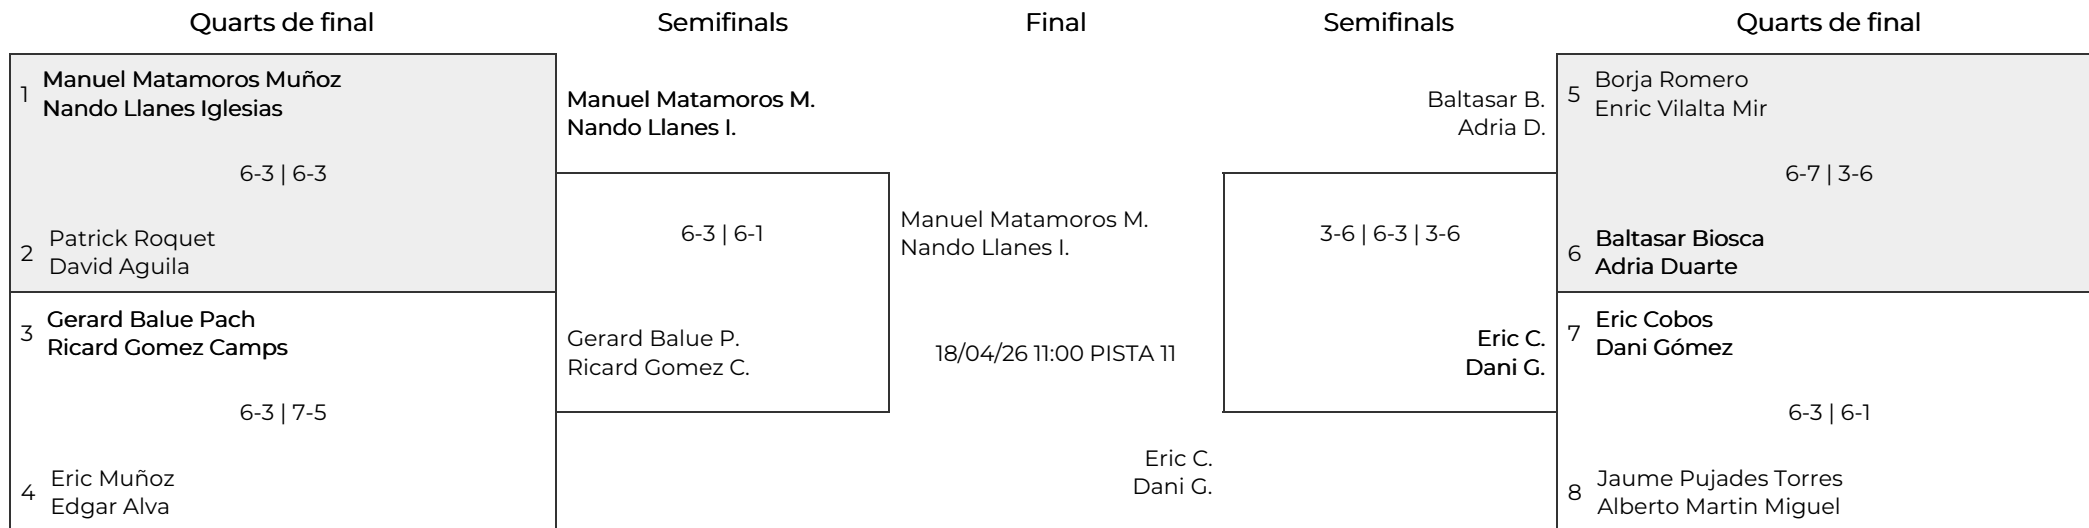 Quarts de final
Semifinals
Final
Semifinals
Quarts de final
1
Manuel Matamoros Muñoz
Nando Llanes Iglesias
6-3 | 6-3
2
Patrick Roquet
David Aguila
3
Gerard Balue Pach
Ricard Gomez Camps
6-3 | 7-5
4
Eric Muñoz
Edgar Alva
Manuel Matamoros M.
Nando Llanes I.
6-3 | 6-1
Gerard Balue P.
Ricard Gomez C.
Manuel Matamoros M.
Nando Llanes I.
18/04/26 11:00 PISTA 11
Eric C.
Dani G.
Baltasar B.
Adria D.
3-6 | 6-3 | 3-6
Eric C.
Dani G.
5
Borja Romero
Enric Vilalta Mir
6-7 | 3-6
6
Baltasar Biosca
Adria Duarte
7
Eric Cobos
Dani Gómez
6-3 | 6-1
8
Jaume Pujades Torres
Alberto Martin Miguel